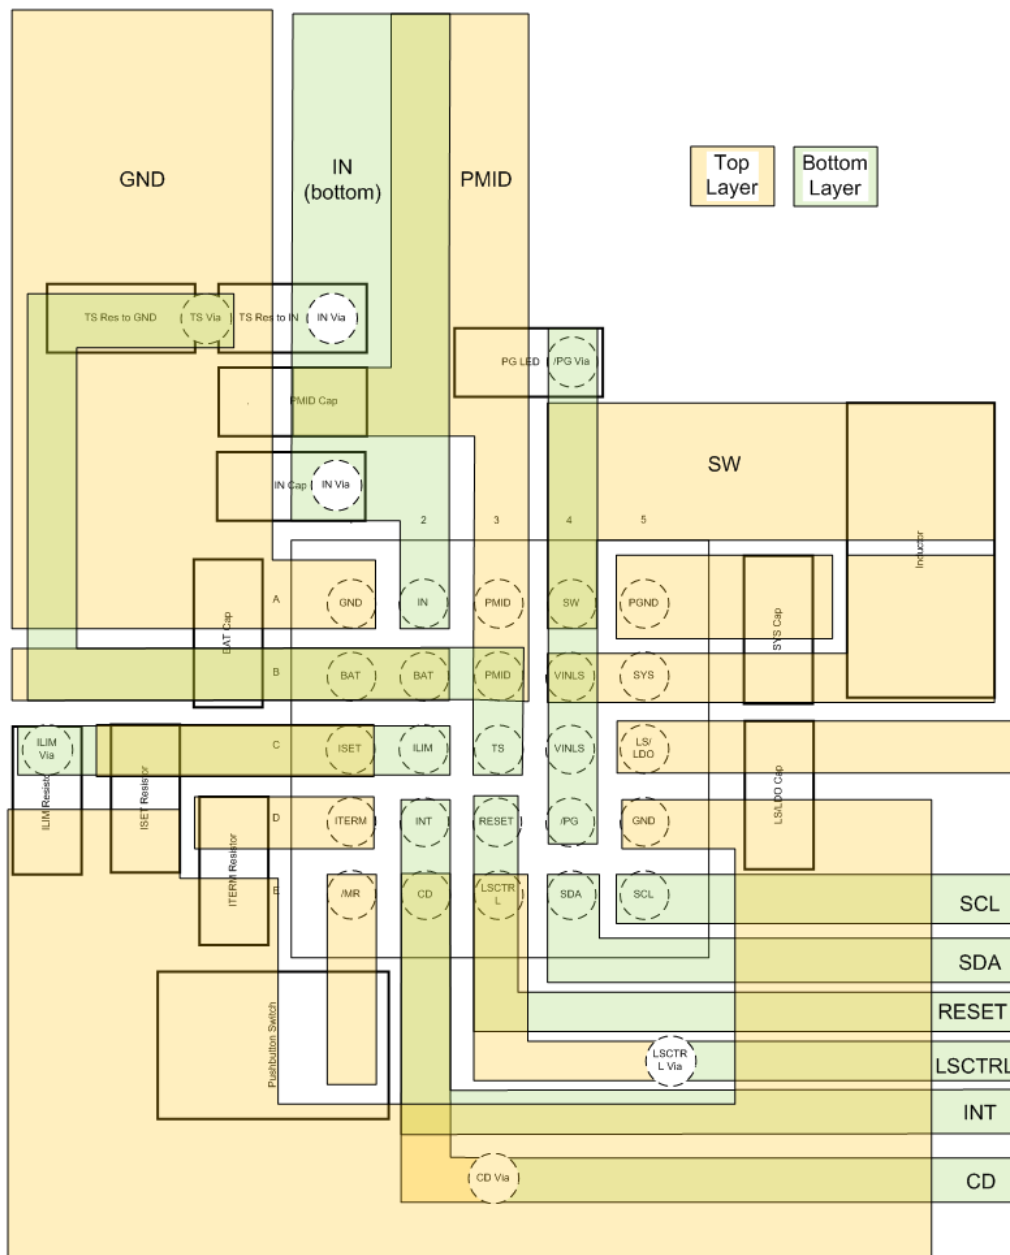 GND
IN
(bottom)
PMID
Top
Layer
Bottom
Layer
TS Res to GND
TS Via
TS Res to IN
IN Via
PG LED
/PG Via
PMID Cap
SW
IN Cap
IN Via
2
3
4
5
Inductor
BAT Cap
A
GND
IN
PMID
SW
PGND
SYS Cap
B
BAT
BAT
PMID
VINLS
SYS
ILIM
Via
ILIM Resistor
ISET Resistor
C
ISET
ILIM
TS
VINLS
LS/
LDO
LS/LDO Cap
ITERM Resistor
D
ITERM
INT
RESET
/PG
GND
E
/MR
CD
LSCTR
L
SDA
SCL
SCL
SDA
Pushbutton Switch
RESET
LSCTR
L Via
LSCTRL
INT
CD Via
CD